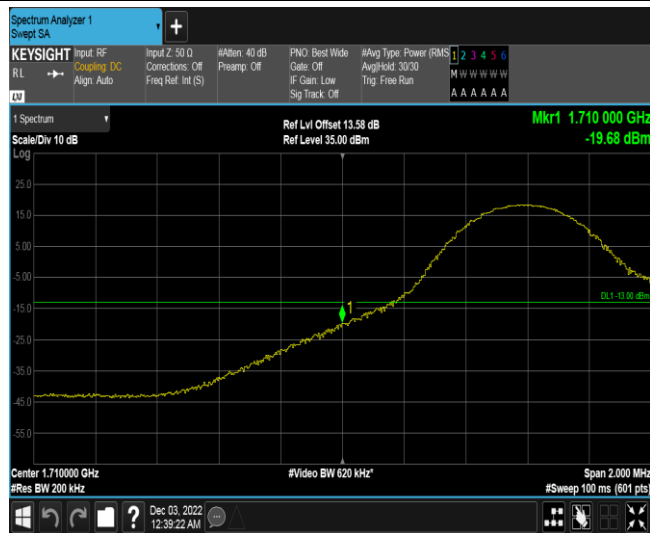 Spectrum Analyzer 1
Swept SA
+
KEYSIGHT
RL
LXI
Input: RF
Coupling: DC
Align: Auto
Input Z: 50 Ω
Corrections: Off
Freq Ref: Int (S)
#Atten: 40 dB
Preamp: Off
PNO: Best Wide
Gate: Off
IF Gain: Low
Sig Track: Off
#Avg Type: Power (RMS
Avg|Hold: 30/30
Trig: Free Run
1 2 3 4 5 6
M W W W W W
A A A A A A
1 Spectrum
Scale/Div 10 dB
Ref Lvl Offset 13.58 dB
Ref Level 35.00 dBm
Mkr1 1.710 000 GHz
-19.68 dBm
Log
25.0
15.0
5.00
-5.00
DL1 -13.00 dBm
-15.0
1
-25.0
-35.0
-45.0
-55.0
Center 1.710000 GHz
#Video BW 620 kHz*
Span 2.000 MHz
#Res BW 200 kHz
#Sweep 100 ms (601 pts)
?
Dec 03, 2022
12:39:22 AM